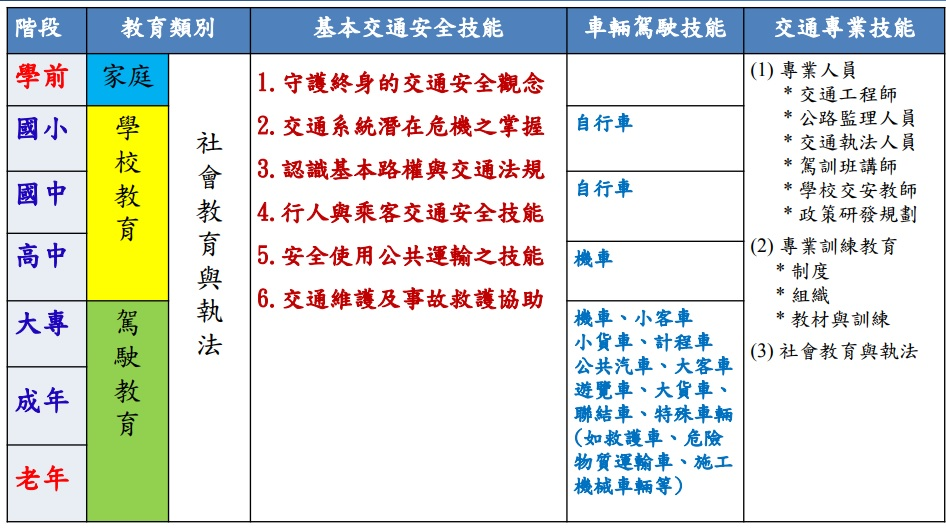 階段 教育類別 基本交通安全技能 車輛駕駛技能 交通專業技能
學前
國小
國中
高中
大專
成年
老年
家庭
學校教育
駕駛教育
社會教育與執法
1.守護終身的交通安全觀念
2.交通系統潛在危機之掌握
3.認識基本路權與交通法規
4.行人與乘客交通安全技能
5.安全使用公共運輸之技能
6.交通維護及事故救護協助
自行車
自行車
機車
機車、小客車
小貨車、計程車
公共汽車、大客車
遊覽車、大貨車、
聯結車、特殊車輛
(如救護車、危險
物質運輸車、施工
機械車輛等)
(1) 專業人員
* 交通工程師
* 公路監理人員
* 交通執法人員
* 駕訓班講師
* 學校交安教師
* 政策研發規劃
(2) 專業訓練教育
* 制度
* 組織
* 教材與訓練
(3) 社會教育與執法